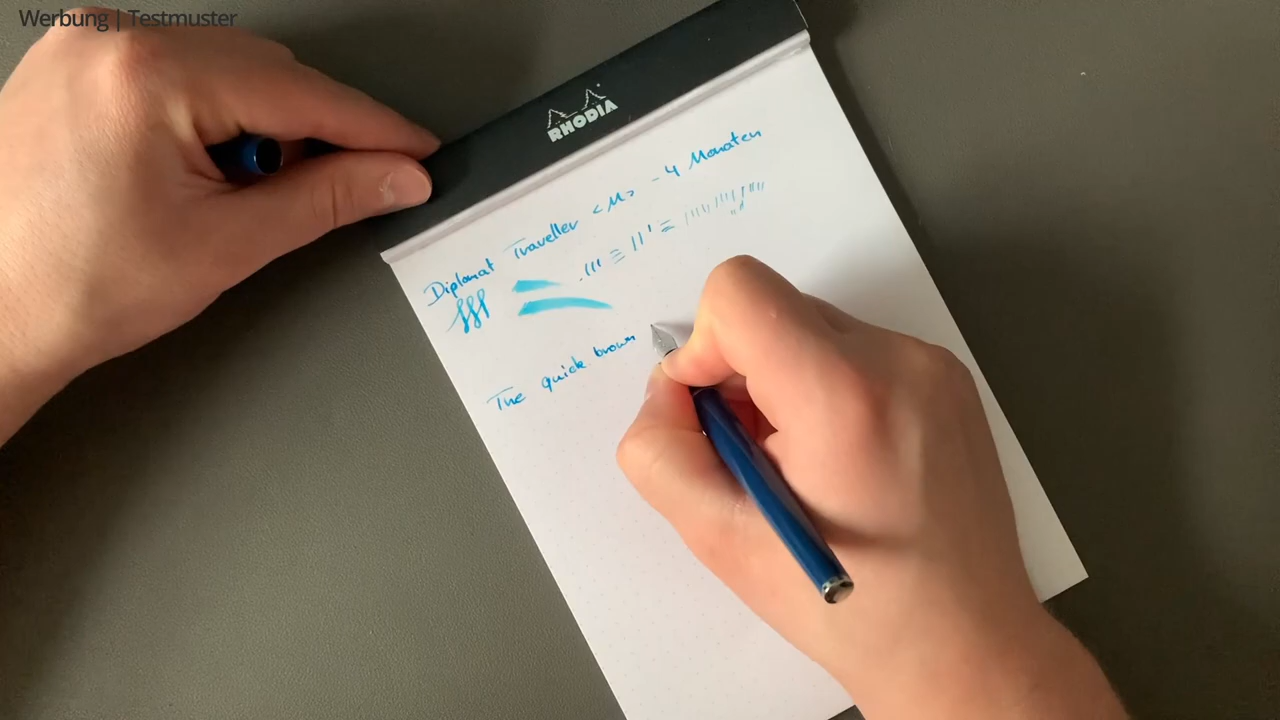 Werbung | Testmuster
RHODIA
Diplomat Traveller <M> - 4 Monaten
The quick brown